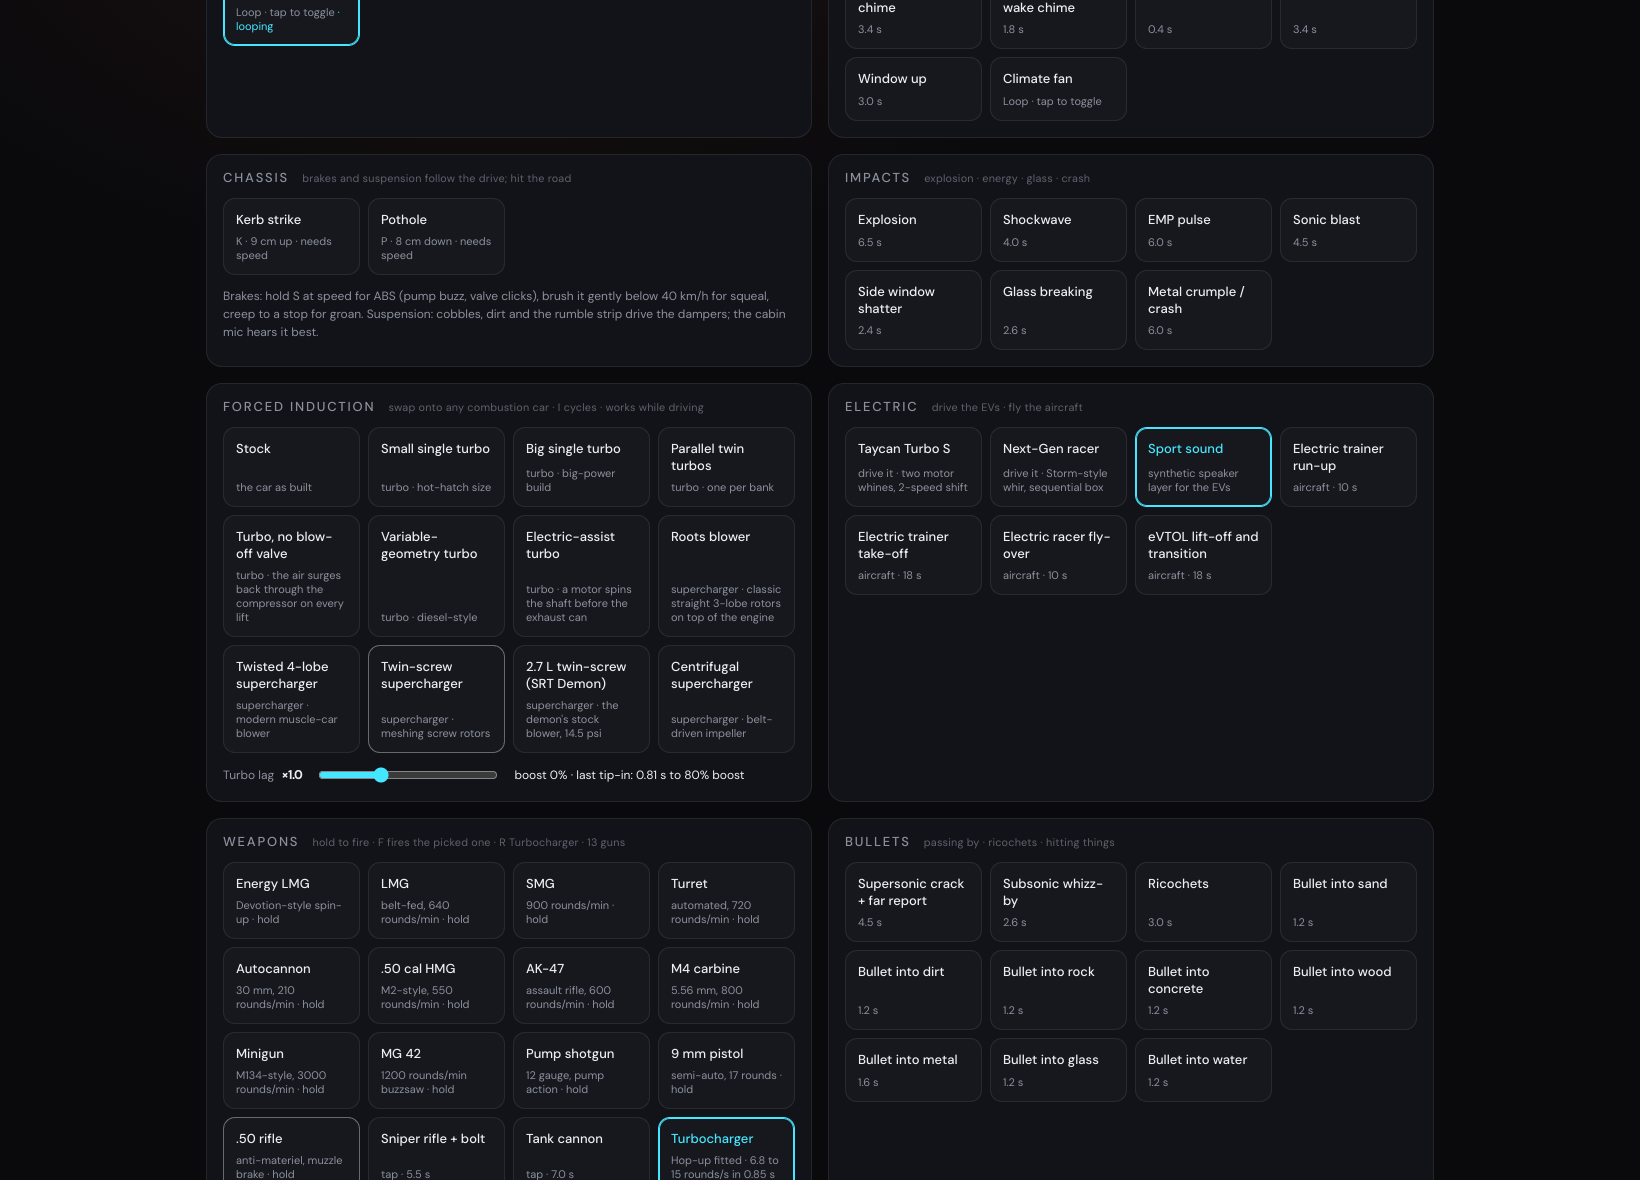 Loop · tap to toggle ·
looping
chime
3.4 s
wake chime
1.8 s
0.4 s
3.4 s
Window up
3.0 s
Climate fan
Loop · tap to toggle
CHASSIS brakes and suspension follow the drive; hit the road
Kerb strike
K · 9 cm up · needs
speed
Pothole
P · 8 cm down · needs
speed
Brakes: hold S at speed for ABS (pump buzz, valve clicks), brush it gently below 40 km/h for squeal,
creep to a stop for groan. Suspension: cobbles, dirt and the rumble strip drive the dampers; the cabin
mic hears it best.
IMPACTS explosion · energy · glass · crash
Explosion
6.5 s
Shockwave
4.0 s
EMP pulse
6.0 s
Sonic blast
4.5 s
Side window
shatter
2.4 s
Glass breaking
2.6 s
Metal crumple /
crash
6.0 s
FORCED INDUCTION swap onto any combustion car · I cycles · works while driving
Stock
the car as built
Small single turbo
turbo · hot-hatch size
Big single turbo
turbo · big-power
build
Parallel twin
turbos
turbo · one per bank
Turbo, no blow-
off valve
turbo · the air surges
back through the
compressor on every
lift
Variable-
geometry turbo
turbo · diesel-style
Electric-assist
turbo
turbo · a motor spins
the shaft before the
exhaust can
Roots blower
supercharger · classic
straight 3-lobe rotors
on top of the engine
Twisted 4-lobe
supercharger
supercharger ·
modern muscle-car
blower
Twin-screw
supercharger
supercharger ·
meshing screw rotors
2.7 L twin-screw
(SRT Demon)
supercharger · the
demon's stock
blower, 14.5 psi
Centrifugal
supercharger
supercharger · belt-
driven impeller
Turbo lag ×1.0 boost 0% · last tip-in: 0.81 s to 80% boost
ELECTRIC drive the EVs · fly the aircraft
Taycan Turbo S
drive it · two motor
whines, 2-speed shift
Next-Gen racer
drive it · Storm-style
whir, sequential box
Sport sound
synthetic speaker
layer for the EVs
Electric trainer
run-up
aircraft · 10 s
Electric trainer
take-off
aircraft · 18 s
Electric racer fly-
over
aircraft · 10 s
eVTOL lift-off and
transition
aircraft · 18 s
WEAPONS hold to fire · F fires the picked one · R Turbocharger · 13 guns
Energy LMG
Devotion-style spin-
up · hold
LMG
belt-fed, 640
rounds/min · hold
SMG
900 rounds/min ·
hold
Turret
automated, 720
rounds/min · hold
Autocannon
30 mm, 210
rounds/min · hold
.50 cal HMG
M2-style, 550
rounds/min · hold
AK-47
assault rifle, 600
rounds/min · hold
M4 carbine
5.56 mm, 800
rounds/min · hold
Minigun
M134-style, 3000
rounds/min · hold
MG 42
1200 rounds/min
buzzsaw · hold
Pump shotgun
12 gauge, pump
action · hold
9 mm pistol
semi-auto, 17 rounds ·
hold
.50 rifle
anti-materiel, muzzle
brake · hold
Sniper rifle + bolt
tap · 5.5 s
Tank cannon
tap · 7.0 s
Turbocharger
Hop-up fitted · 6.8 to
15 rounds/s in 0.85 s
BULLETS passing by · ricochets · hitting things
Supersonic crack
+ far report
4.5 s
Subsonic whizz-
by
2.6 s
Ricochets
3.0 s
Bullet into sand
1.2 s
Bullet into dirt
1.2 s
Bullet into rock
1.2 s
Bullet into
concrete
1.2 s
Bullet into wood
1.2 s
Bullet into metal
1.6 s
Bullet into glass
1.2 s
Bullet into water
1.2 s